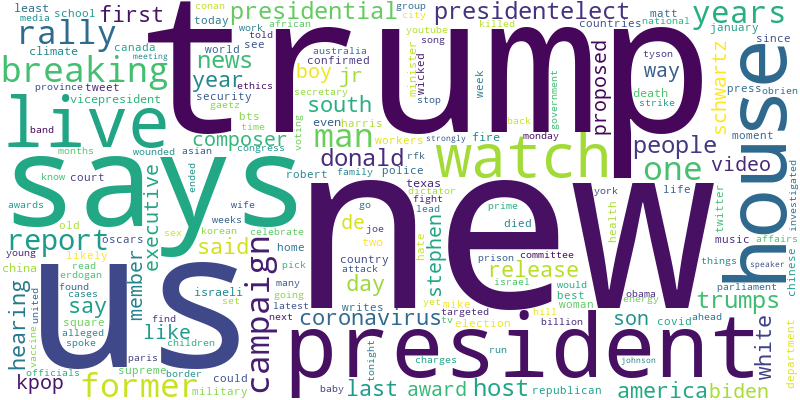 trump
new
says
us
president
house
live
watch
former
campaign
breaking
rally
years
presidential
presidentelect
first
news
year
people
one
way
video
man
donald
jr
boy
south
composer
report
executive
member
hearing
say
like
said
kpop
last
award
host
america
biden
white
trumps
release
coronavirus
son
day
de
stephen
schwartz
proposed
least
school
media
climate
canada
meeting
province
tweet
vicepresident
security
gaetz
ethics
conan
today
work
african
told
see
world
news
confirmed
group
city
minister
youtube
song
wicked
killed
countries
australia
week
matt
national
january
since
tyson
death
strike
press
obrien
moment
government
stop
back
monday
secretary
even
harris
workers
fire
strongly
voting
bts
time
congress
band
months
wounded
asian
know
court
robert
family
police
rfk
texas
dictator
fight
lead
prime
york
health
life
twitter
music
affairs
investigated
chinese
parliament
things
speaker
awards
old
oscars
sex
ended
wife
weeks
korean
celebrate
home
pick
go
joe
two
hate
country
attack
died
prison
committee
israel
would
best
woman
energy
obama
ahead
young
china
likely
read
erdogan
found
cases
square
alleged
spoke
united
vaccine
officials
paris
find
supreme
border
children
israeli
set
military
could
many
going
latest
next
writes
yet
mike
targeted
tv
hill
election
billion
covid
charges
run
tonight
baby
republican
johnson
department